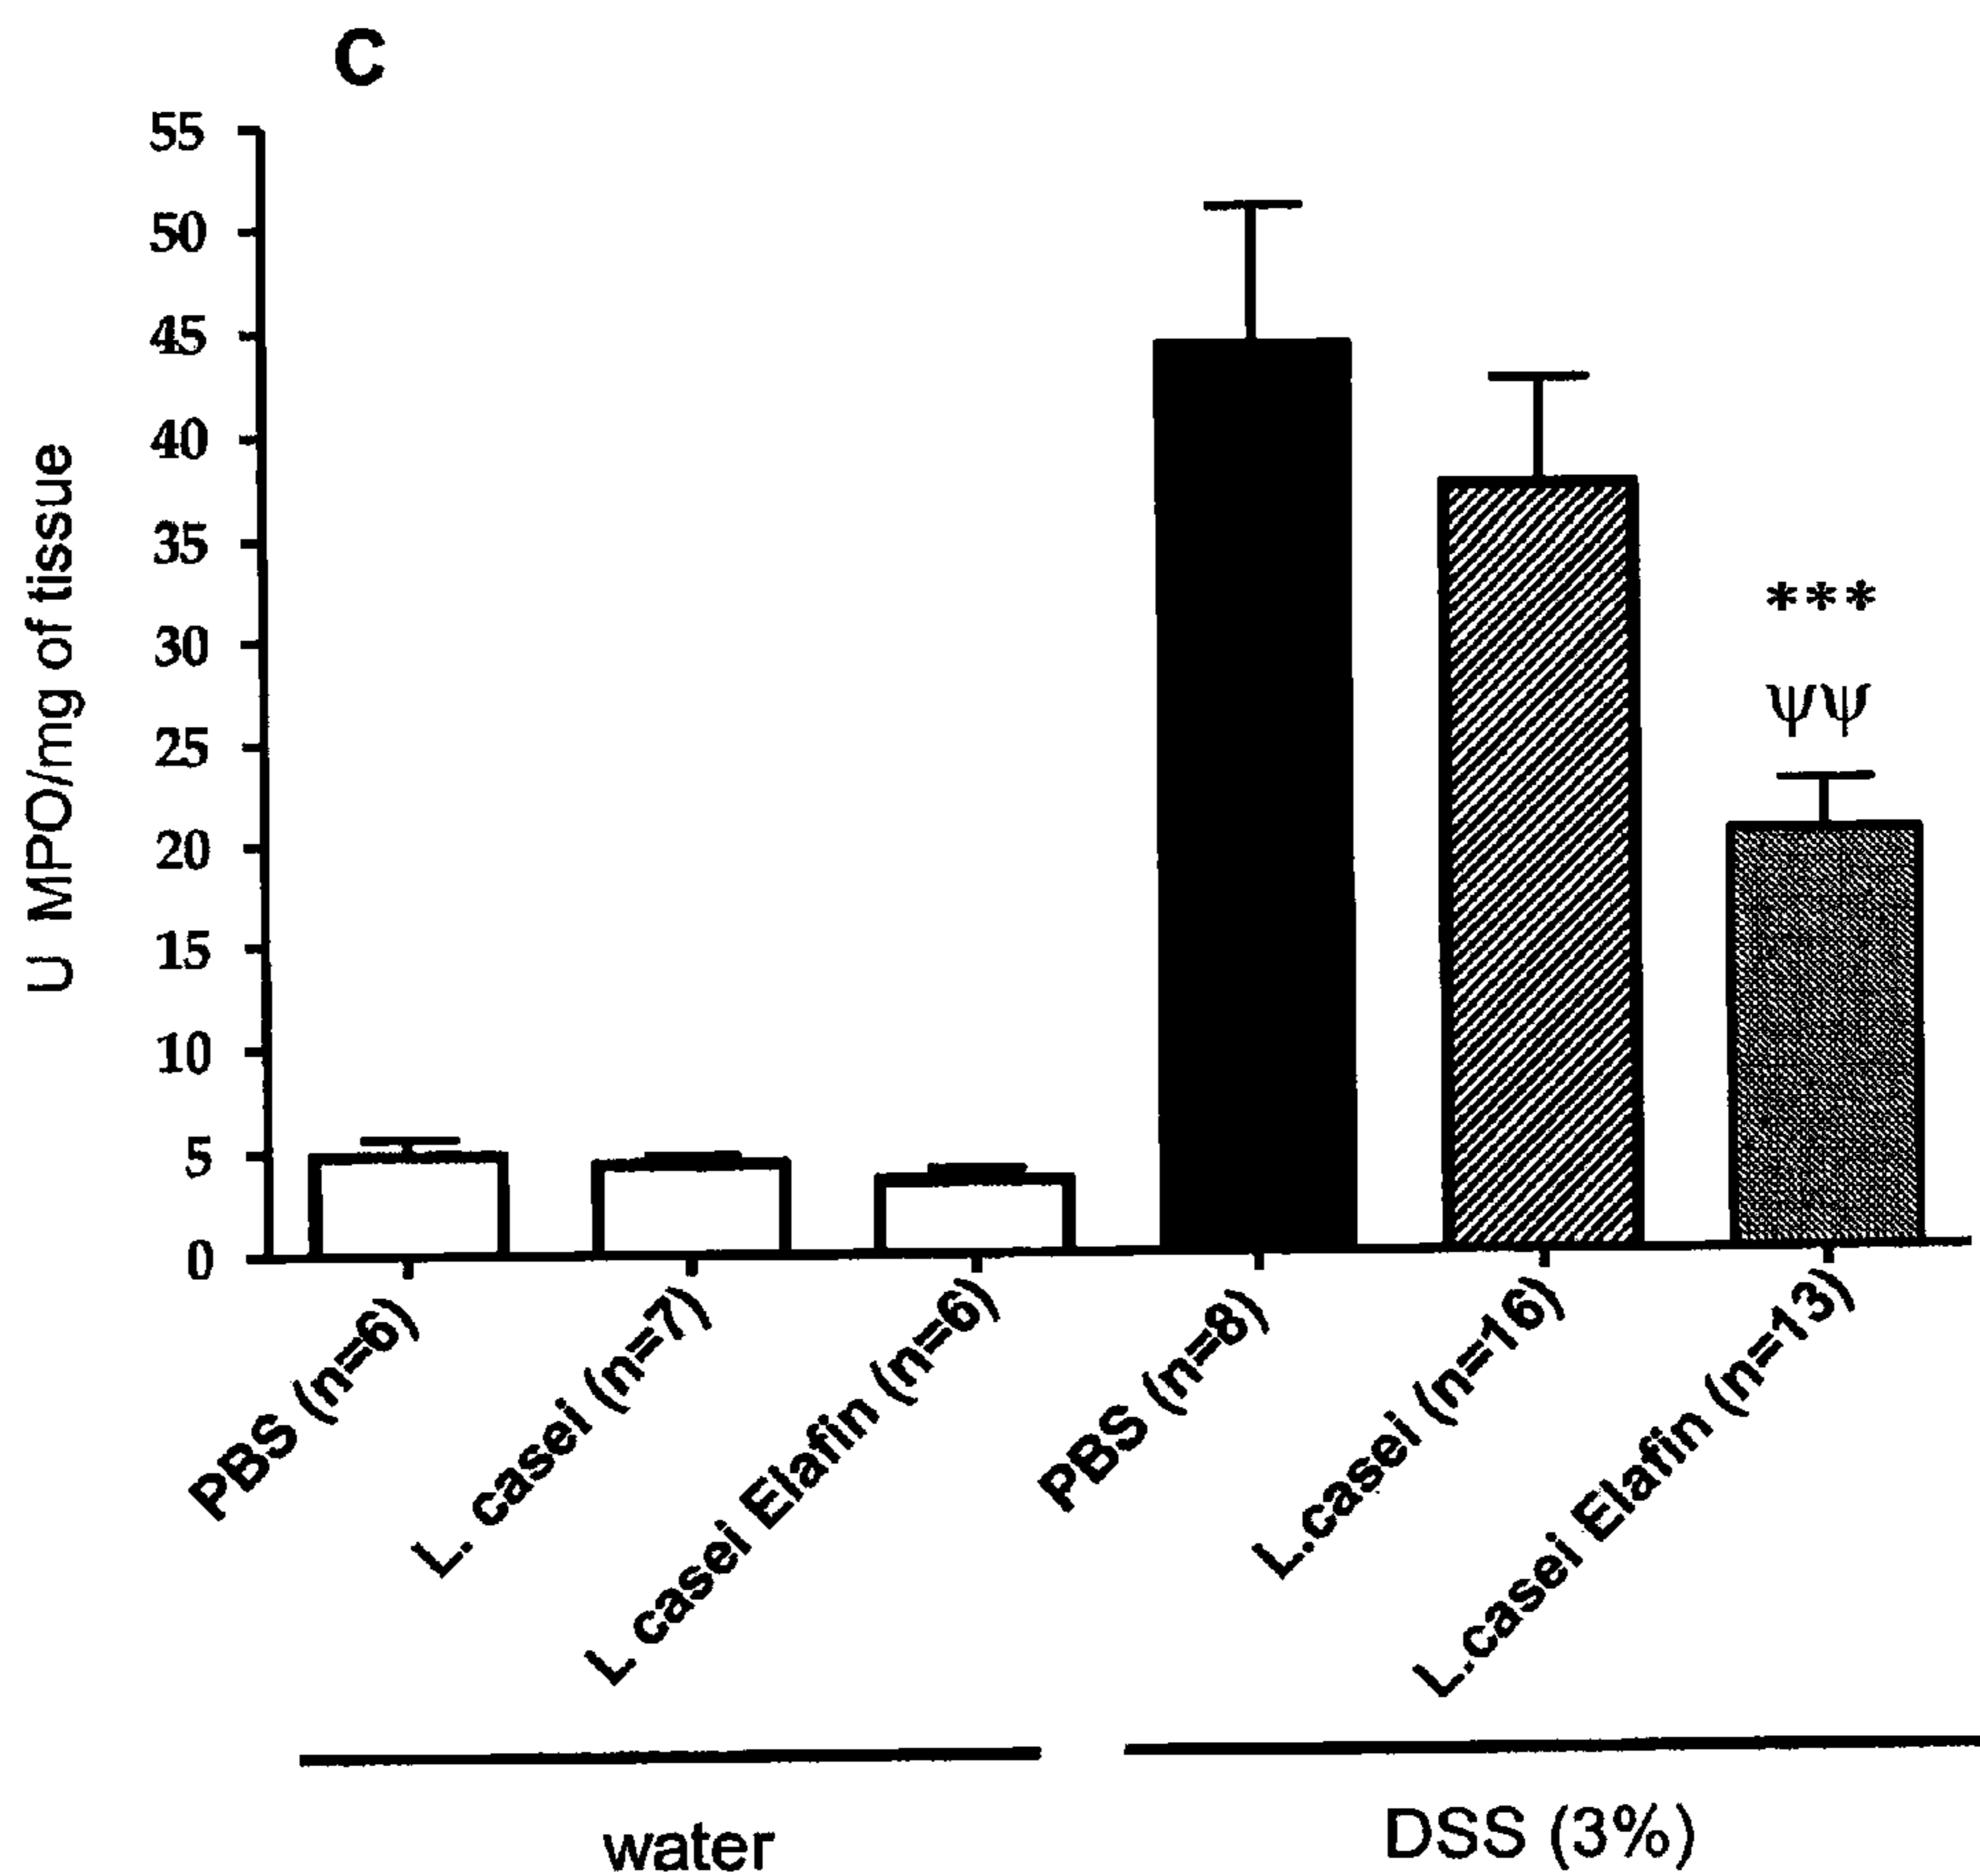 C
U MPO/mg of tissue
55
50
45
40
35
30
25
20
15
10
5
0
***
ψψ
PBS (n=6)
L. casei (n=7)
L. casei Elafin (n=6)
PBS (n=8)
L.casei (n=16)
L.casei Elafin (n=13)
water
DSS (3%)